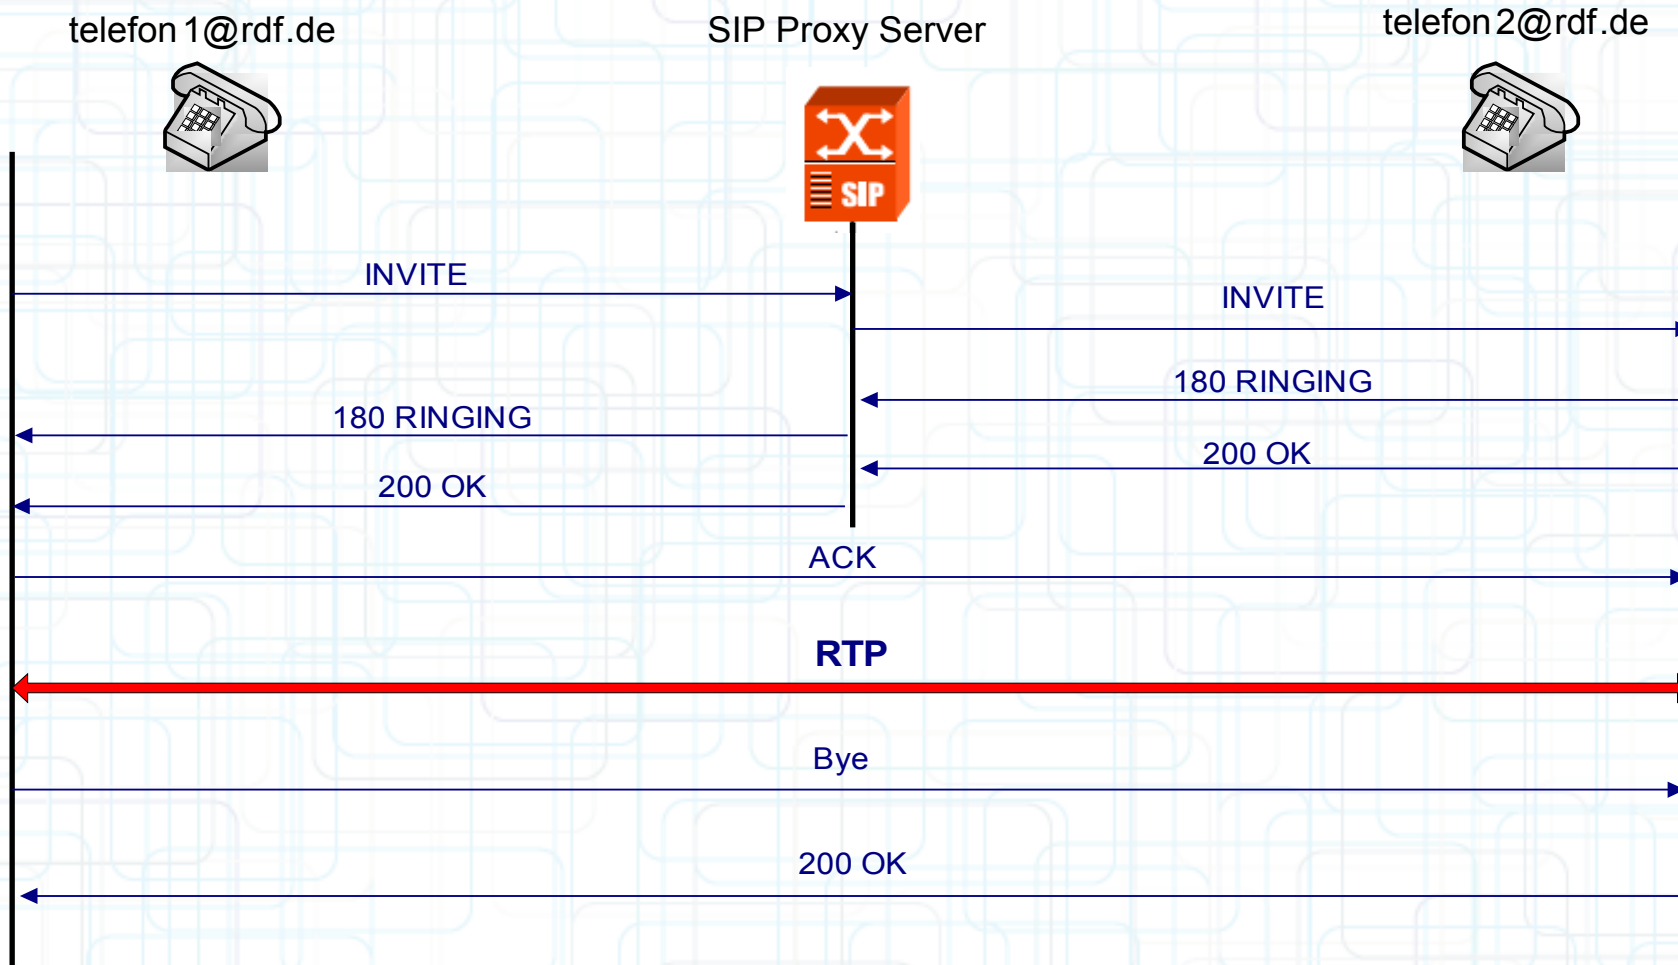 telefon1@rdf.de
SIP Proxy Server
telefon2@rdf.de
SIP
INVITE
INVITE
180 RINGING
180 RINGING
200 OK
200 OK
ACK
RTP
Bye
200 OK